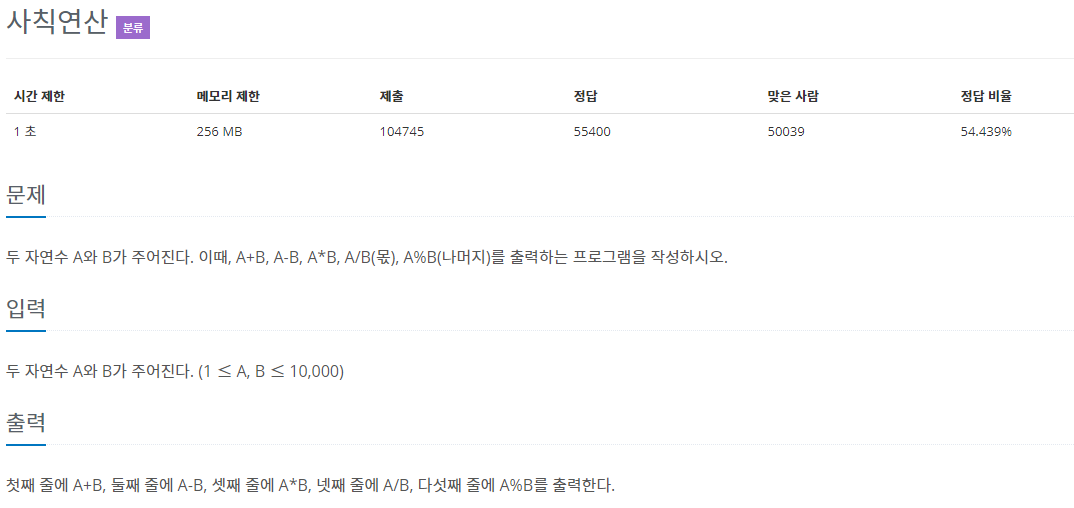 사칙연산 분류
시간 제한 메모리 제한 제출 정답 맞은 사람 정답 비율
1 초 256 MB 104745 55400 50039 54.439%
문제
두 자연수 A와 B가 주어진다. 이때, A+B, A-B, A*B, A/B(몫), A%B(나머지)를 출력하는 프로그램을 작성하시오.
입력
두 자연수 A와 B가 주어진다. (1 ≤ A, B ≤ 10,000)
출력
첫째 줄에 A+B, 둘째 줄에 A-B, 셋째 줄에 A*B, 넷째 줄에 A/B, 다섯째 줄에 A%B를 출력한다.